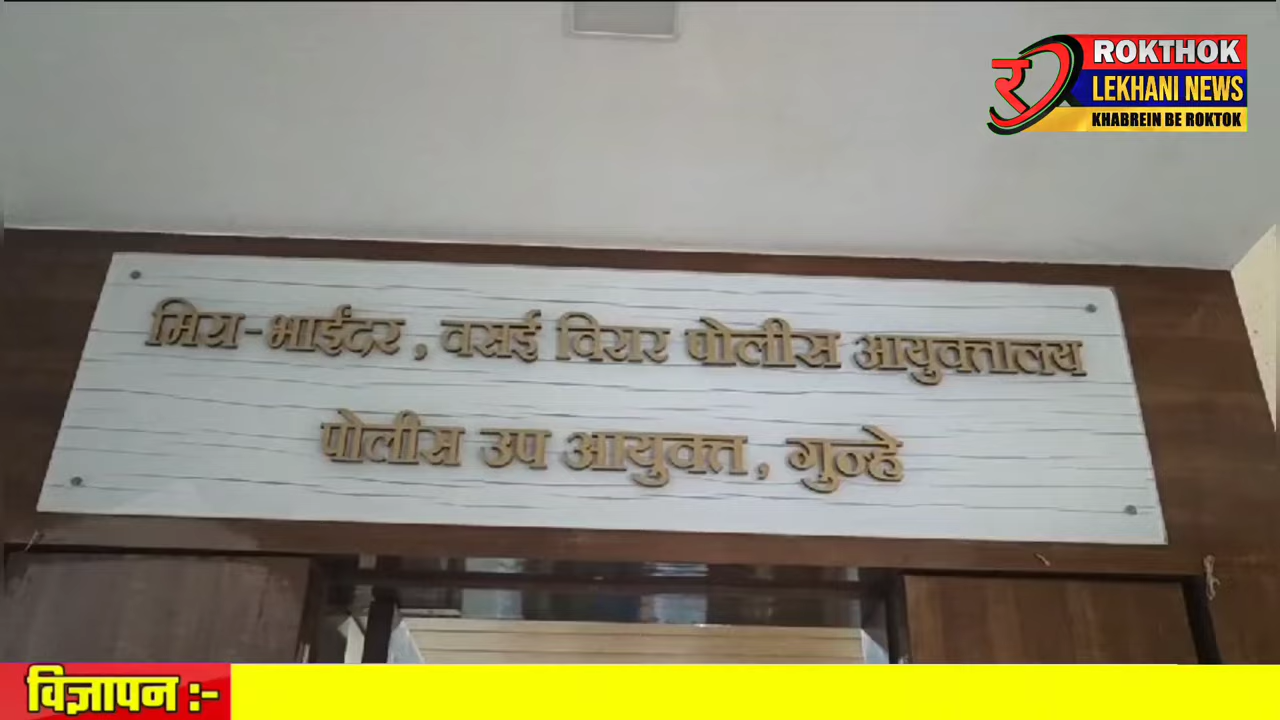 र
ROKTHOK
LEKHANI NEWS
KHABREIN BE ROKTOK
मिरा-भाईंदर, वसई विरार पोलीस आयुक्तालय
पोलीस उप आयुक्त, गुन्हे
विज्ञापन :-